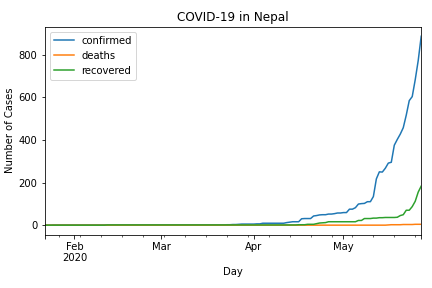 COVID-19 in Nepal
confirmed
deaths
recovered
Number of Cases
800
600
400
200
0
Feb
2020
Mar
Apr
May
Day